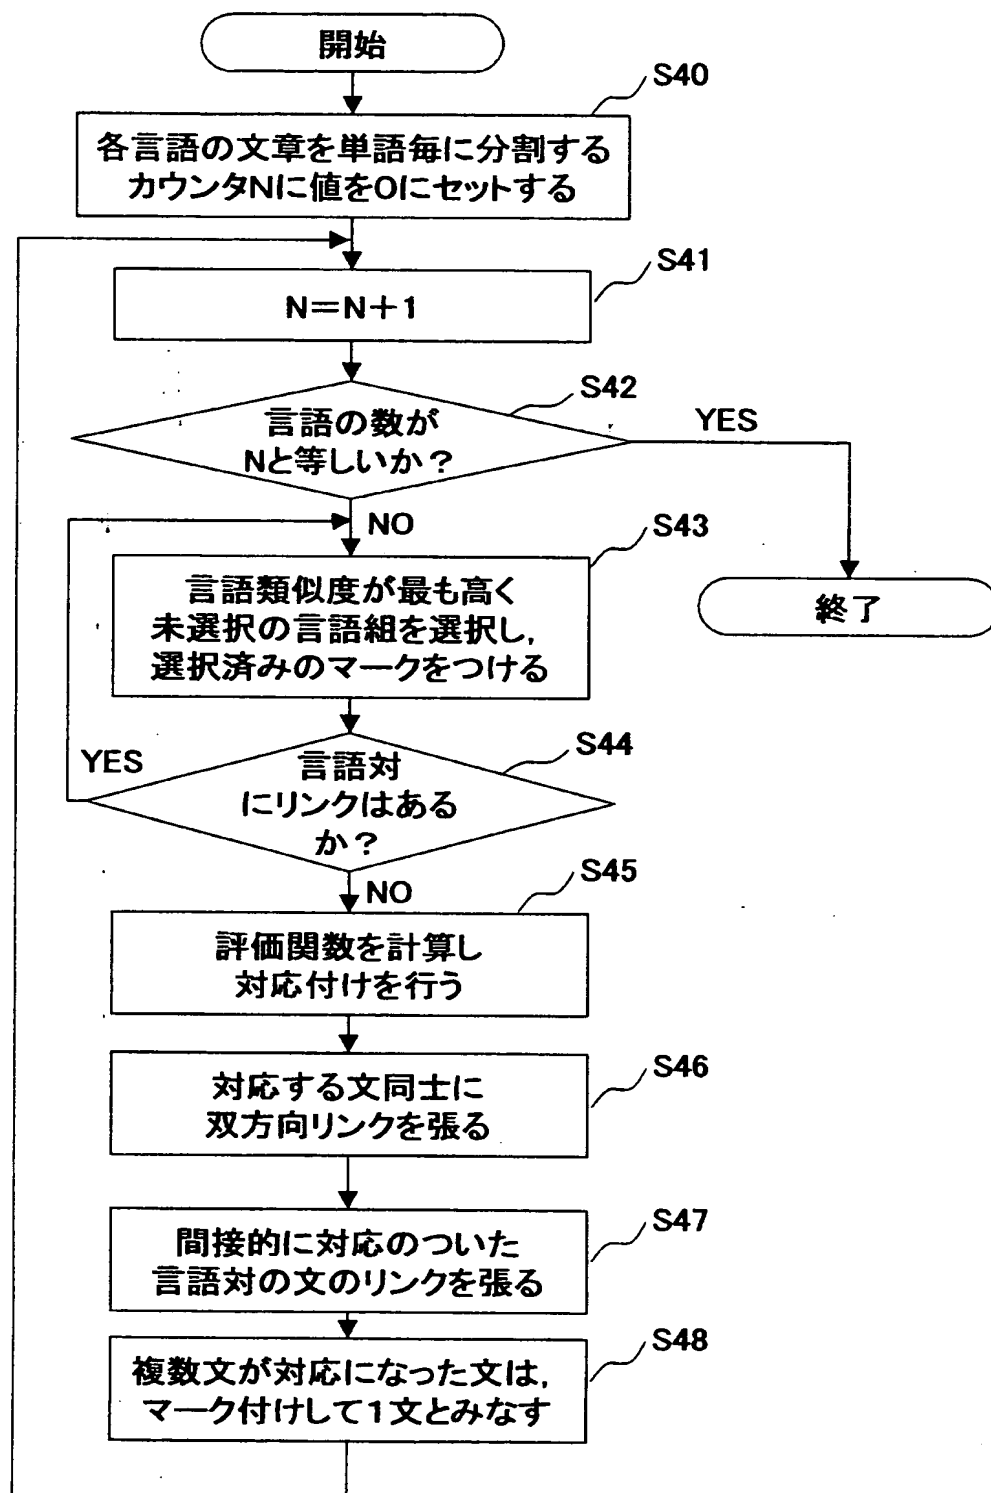 開始
S40
各言語の文章を単語毎に分割する
カウンタNに値を0にセットする
S41
N=N+1
S42
言語の数が
Nと等しいか?
YES
NO
S43
言語類似度が最も高く
未選択の言語組を選択し,
選択済みのマークをつける
終了
S44
YES
言語対
にリンクはある
か?
NO
S45
評価関数を計算し
対応付けを行う
S46
対応する文同士に
双方向リンクを張る
S47
間接的に対応のついた
言語対の文のリンクを張る
S48
複数文が対応になった文は,
マーク付けして1文とみなす